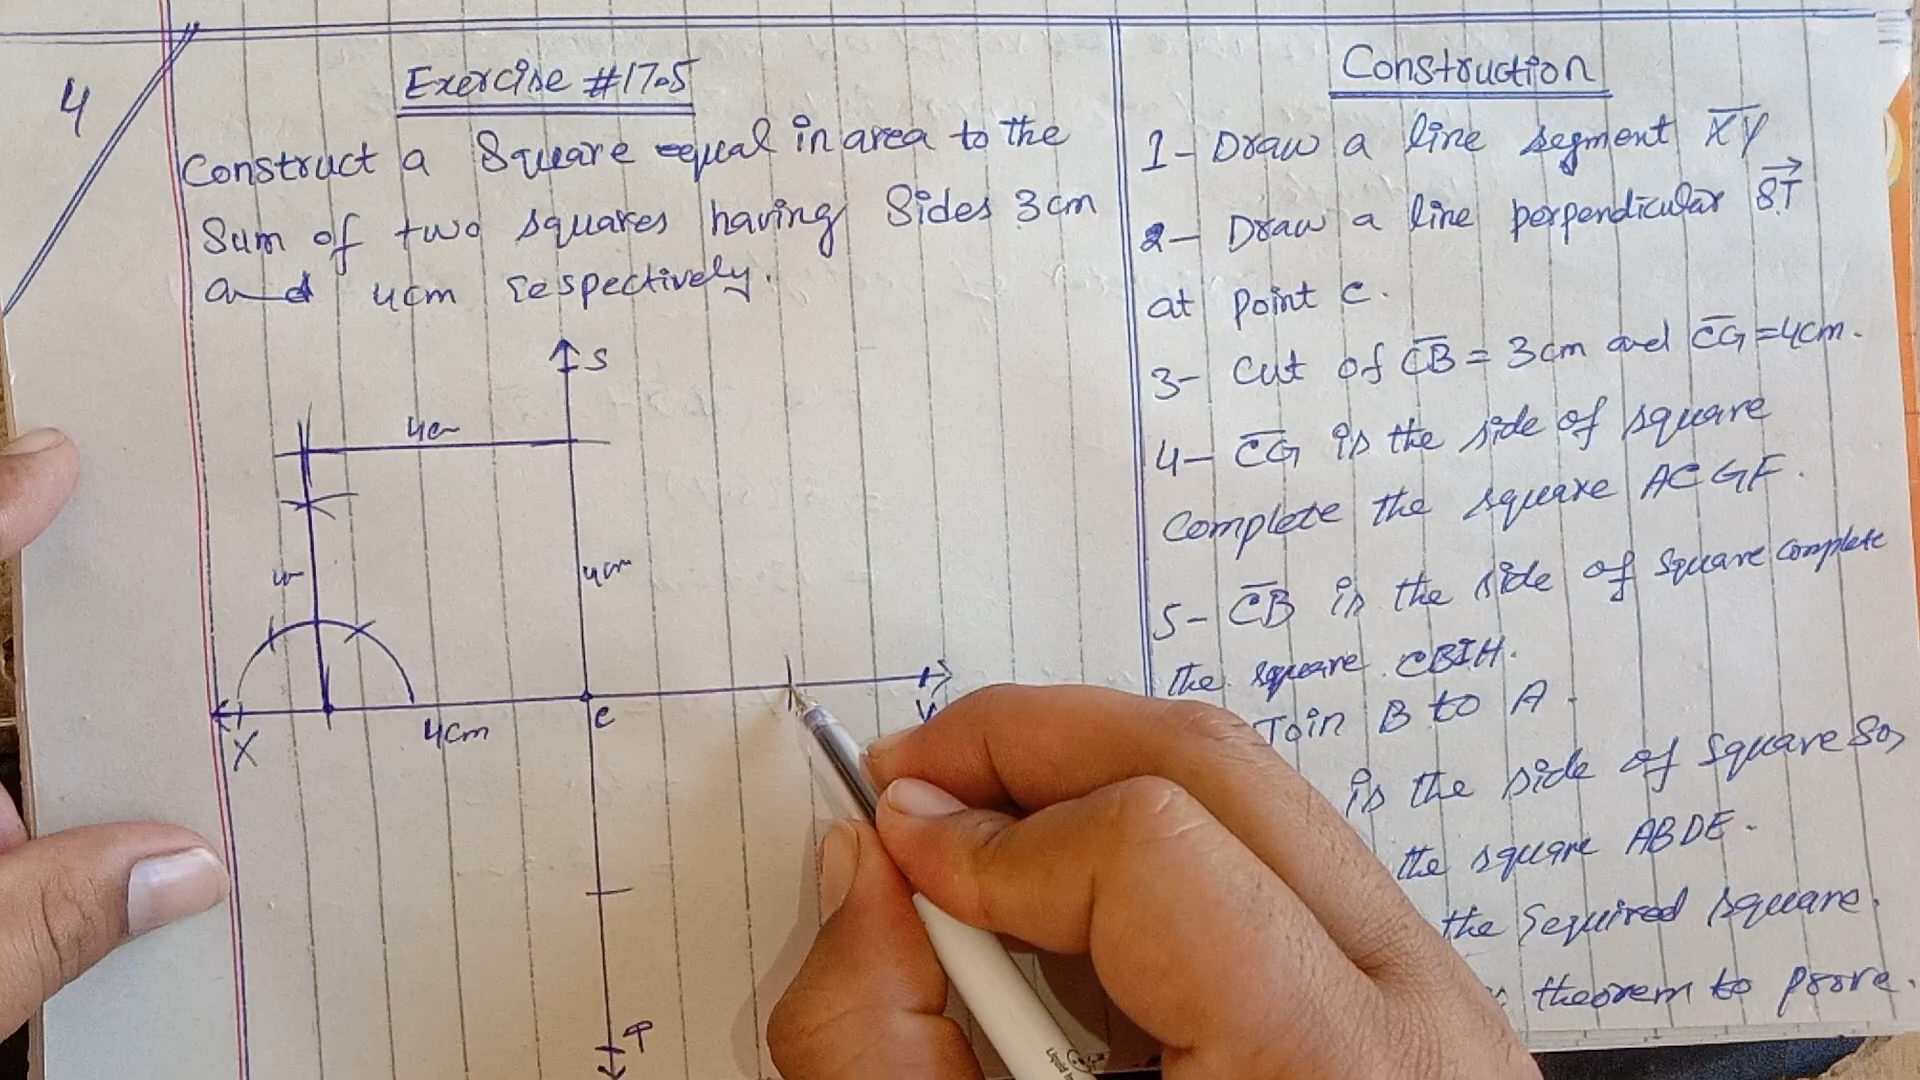 4
Exercise #17.5
Construct a Square equal in area to the
Sum of two squares having Sides 3cm
and 4cm respectively.
S
4cm
X
4cm
C
T
Construction
1- Draw a line segment XY
2- Draw a line perpendicular ST
at point C.
3- Cut of CB = 3cm and CG = 4cm.
4- CG is the side of square
Complete the square ACGF.
5- CB is the side of square complete
the square CBIH.
Join B to A.
is the side of square So,
the square ABDE.
the required square.
theorem to prove.